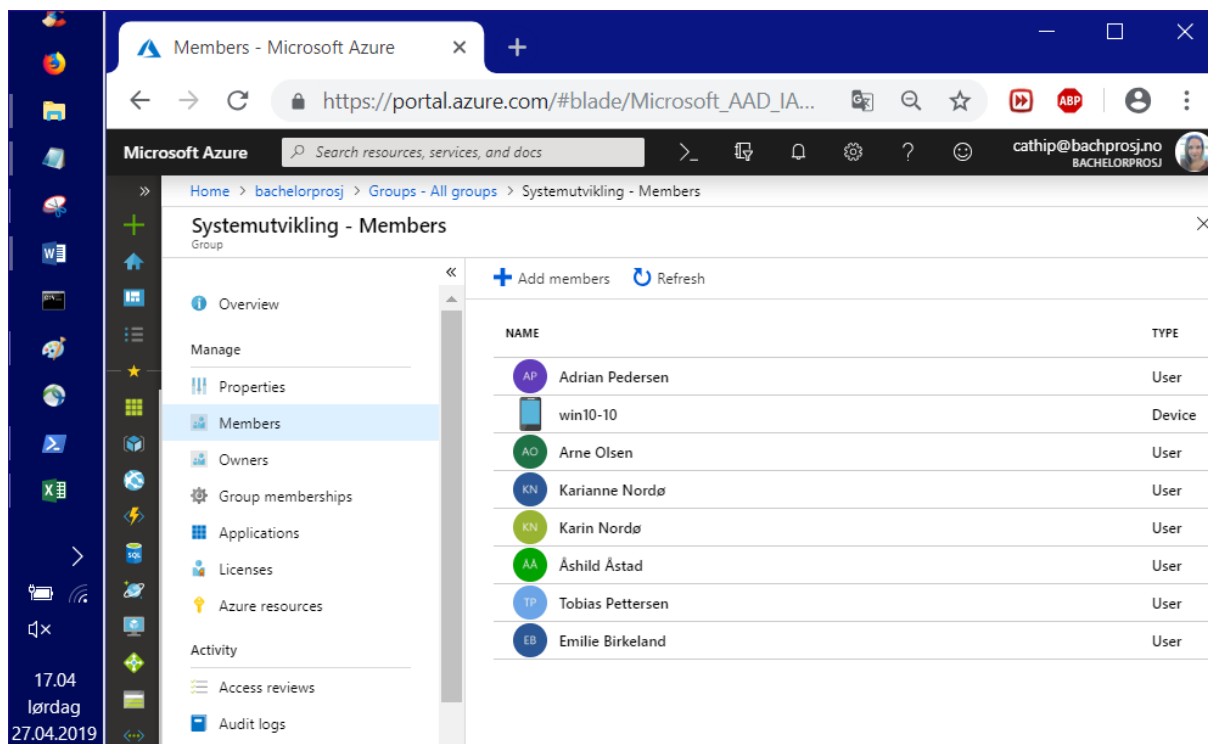 Members - Microsoft Azure
https://portal.azure.com/#blade/Microsoft_AAD_IA...
ABP
Microsoft Azure
Search resources, services, and docs
cathip@bachprosj.no
BACHELORPROSJ
Home > bachelorprosj > Groups - All groups > Systemutvikling - Members
Systemutvikling - Members
Group
Overview
Manage
Properties
Members
Owners
Group memberships
Applications
Licenses
Azure resources
Activity
Access reviews
Audit logs
Add members Refresh
NAME TYPE
AP Adrian Pedersen User
win10-10 Device
AO Arne Olsen User
KN Karianne Nordø User
KN Karin Nordø User
ÅÅ Åshild Åstad User
TP Tobias Pettersen User
EB Emilie Birkeland User
SQL
17.04
lørdag
27.04.2019